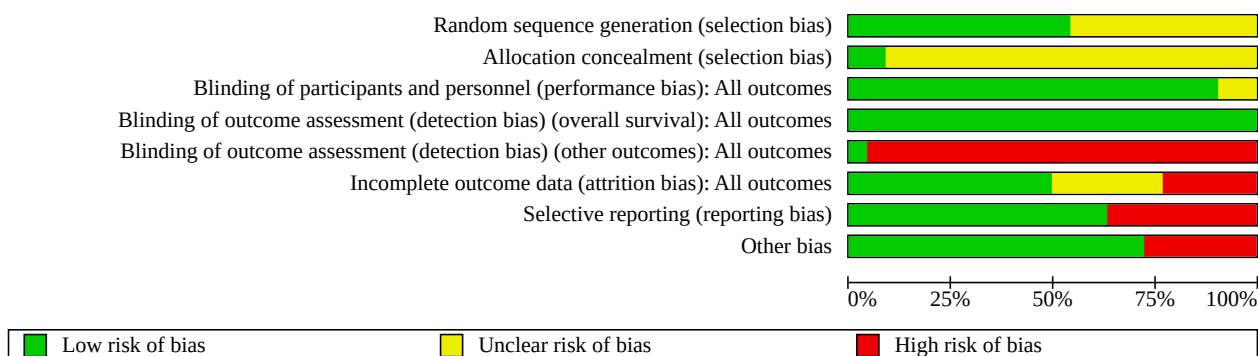 Random sequence generation (selection bias)
Allocation concealment (selection bias)
Blinding of participants and personnel (performance bias): All outcomes
Blinding of outcome assessment (detection bias) (overall survival): All outcomes
Blinding of outcome assessment (detection bias) (other outcomes): All outcomes
Incomplete outcome data (attrition bias): All outcomes
Selective reporting (reporting bias)
Other bias
0% 25% 50% 75% 100%
Low risk of bias Unclear risk of bias High risk of bias